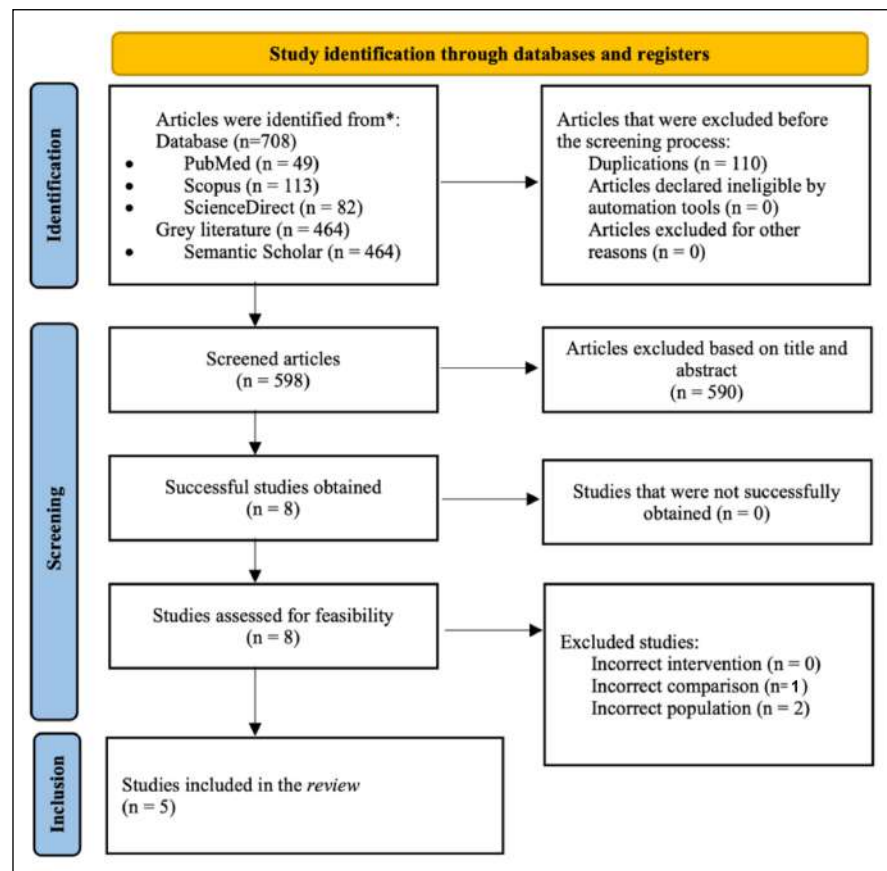 Study identification through databases and registers
Identification
Articles were identified from*:
Database (n=708)
• PubMed (n = 49)
• Scopus (n = 113)
• ScienceDirect (n = 82)
Grey literature (n = 464)
• Semantic Scholar (n = 464)
Articles that were excluded before
the screening process:
Duplications (n = 110)
Articles declared ineligible by
automation tools (n = 0)
Articles excluded for other
reasons (n = 0)
Screening
Screened articles
(n = 598)
Articles excluded based on title and
abstract
(n = 590)
Successful studies obtained
(n = 8)
Studies that were not successfully
obtained (n = 0)
Studies assessed for feasibility
(n = 8)
Excluded studies:
Incorrect intervention (n = 0)
Incorrect comparison (n=1)
Incorrect population (n = 2)
Inclusion
Studies included in the review
(n = 5)